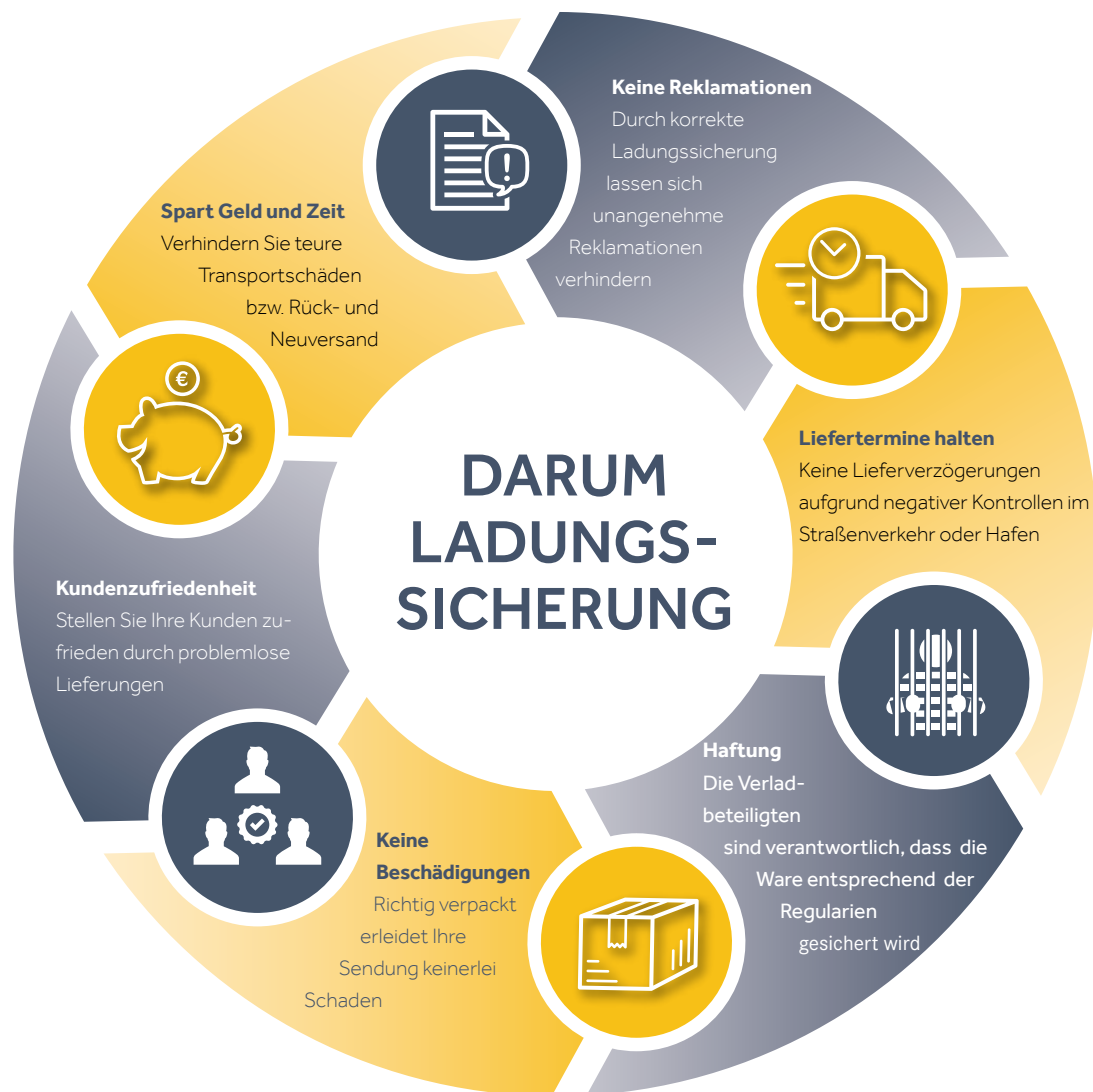 Keine Reklamationen
Durch korrekte
Ladungssicherung
lassen sich
unangenehme
Reklamationen
verhindern
Spart Geld und Zeit
Verhindern Sie teure
Transportschäden
bzw. Rück- und
Neuversand
€
DARUM
LADUNGS-
SICHERUNG
Liefertermine halten
Keine Lieferverzögerungen
aufgrund negativer Kontrollen im
Straßenverkehr oder Hafen
Kundenzufriedenheit
Stellen Sie Ihre Kunden zu-
frieden durch problemlose
Lieferungen
Haftung
Die Verlad-
beteiligten
sind verantwortlich, dass die
Ware entsprechend der
Regularien
gesichert wird
Keine
Beschädigungen
Richtig verpackt
erleidet Ihre
Sendung keinerlei
Schaden